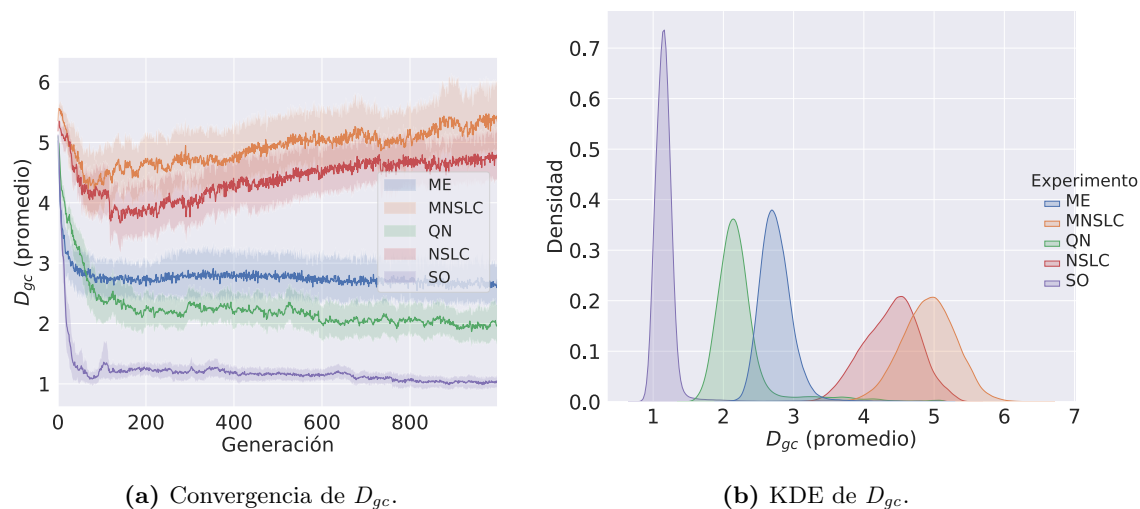 6
5
4
3
2
1
D_gc (promedio)
0 200 400 600 800
Generación
ME
MNSLC
QN
NSLC
SO
(a) Convergencia de D_gc.
0.7
0.6
0.5
0.4
0.3
0.2
0.1
0.0
Densidad
1 2 3 4 5 6 7
D_gc (promedio)
Experimento
ME
MNSLC
QN
NSLC
SO
(b) KDE de D_gc.